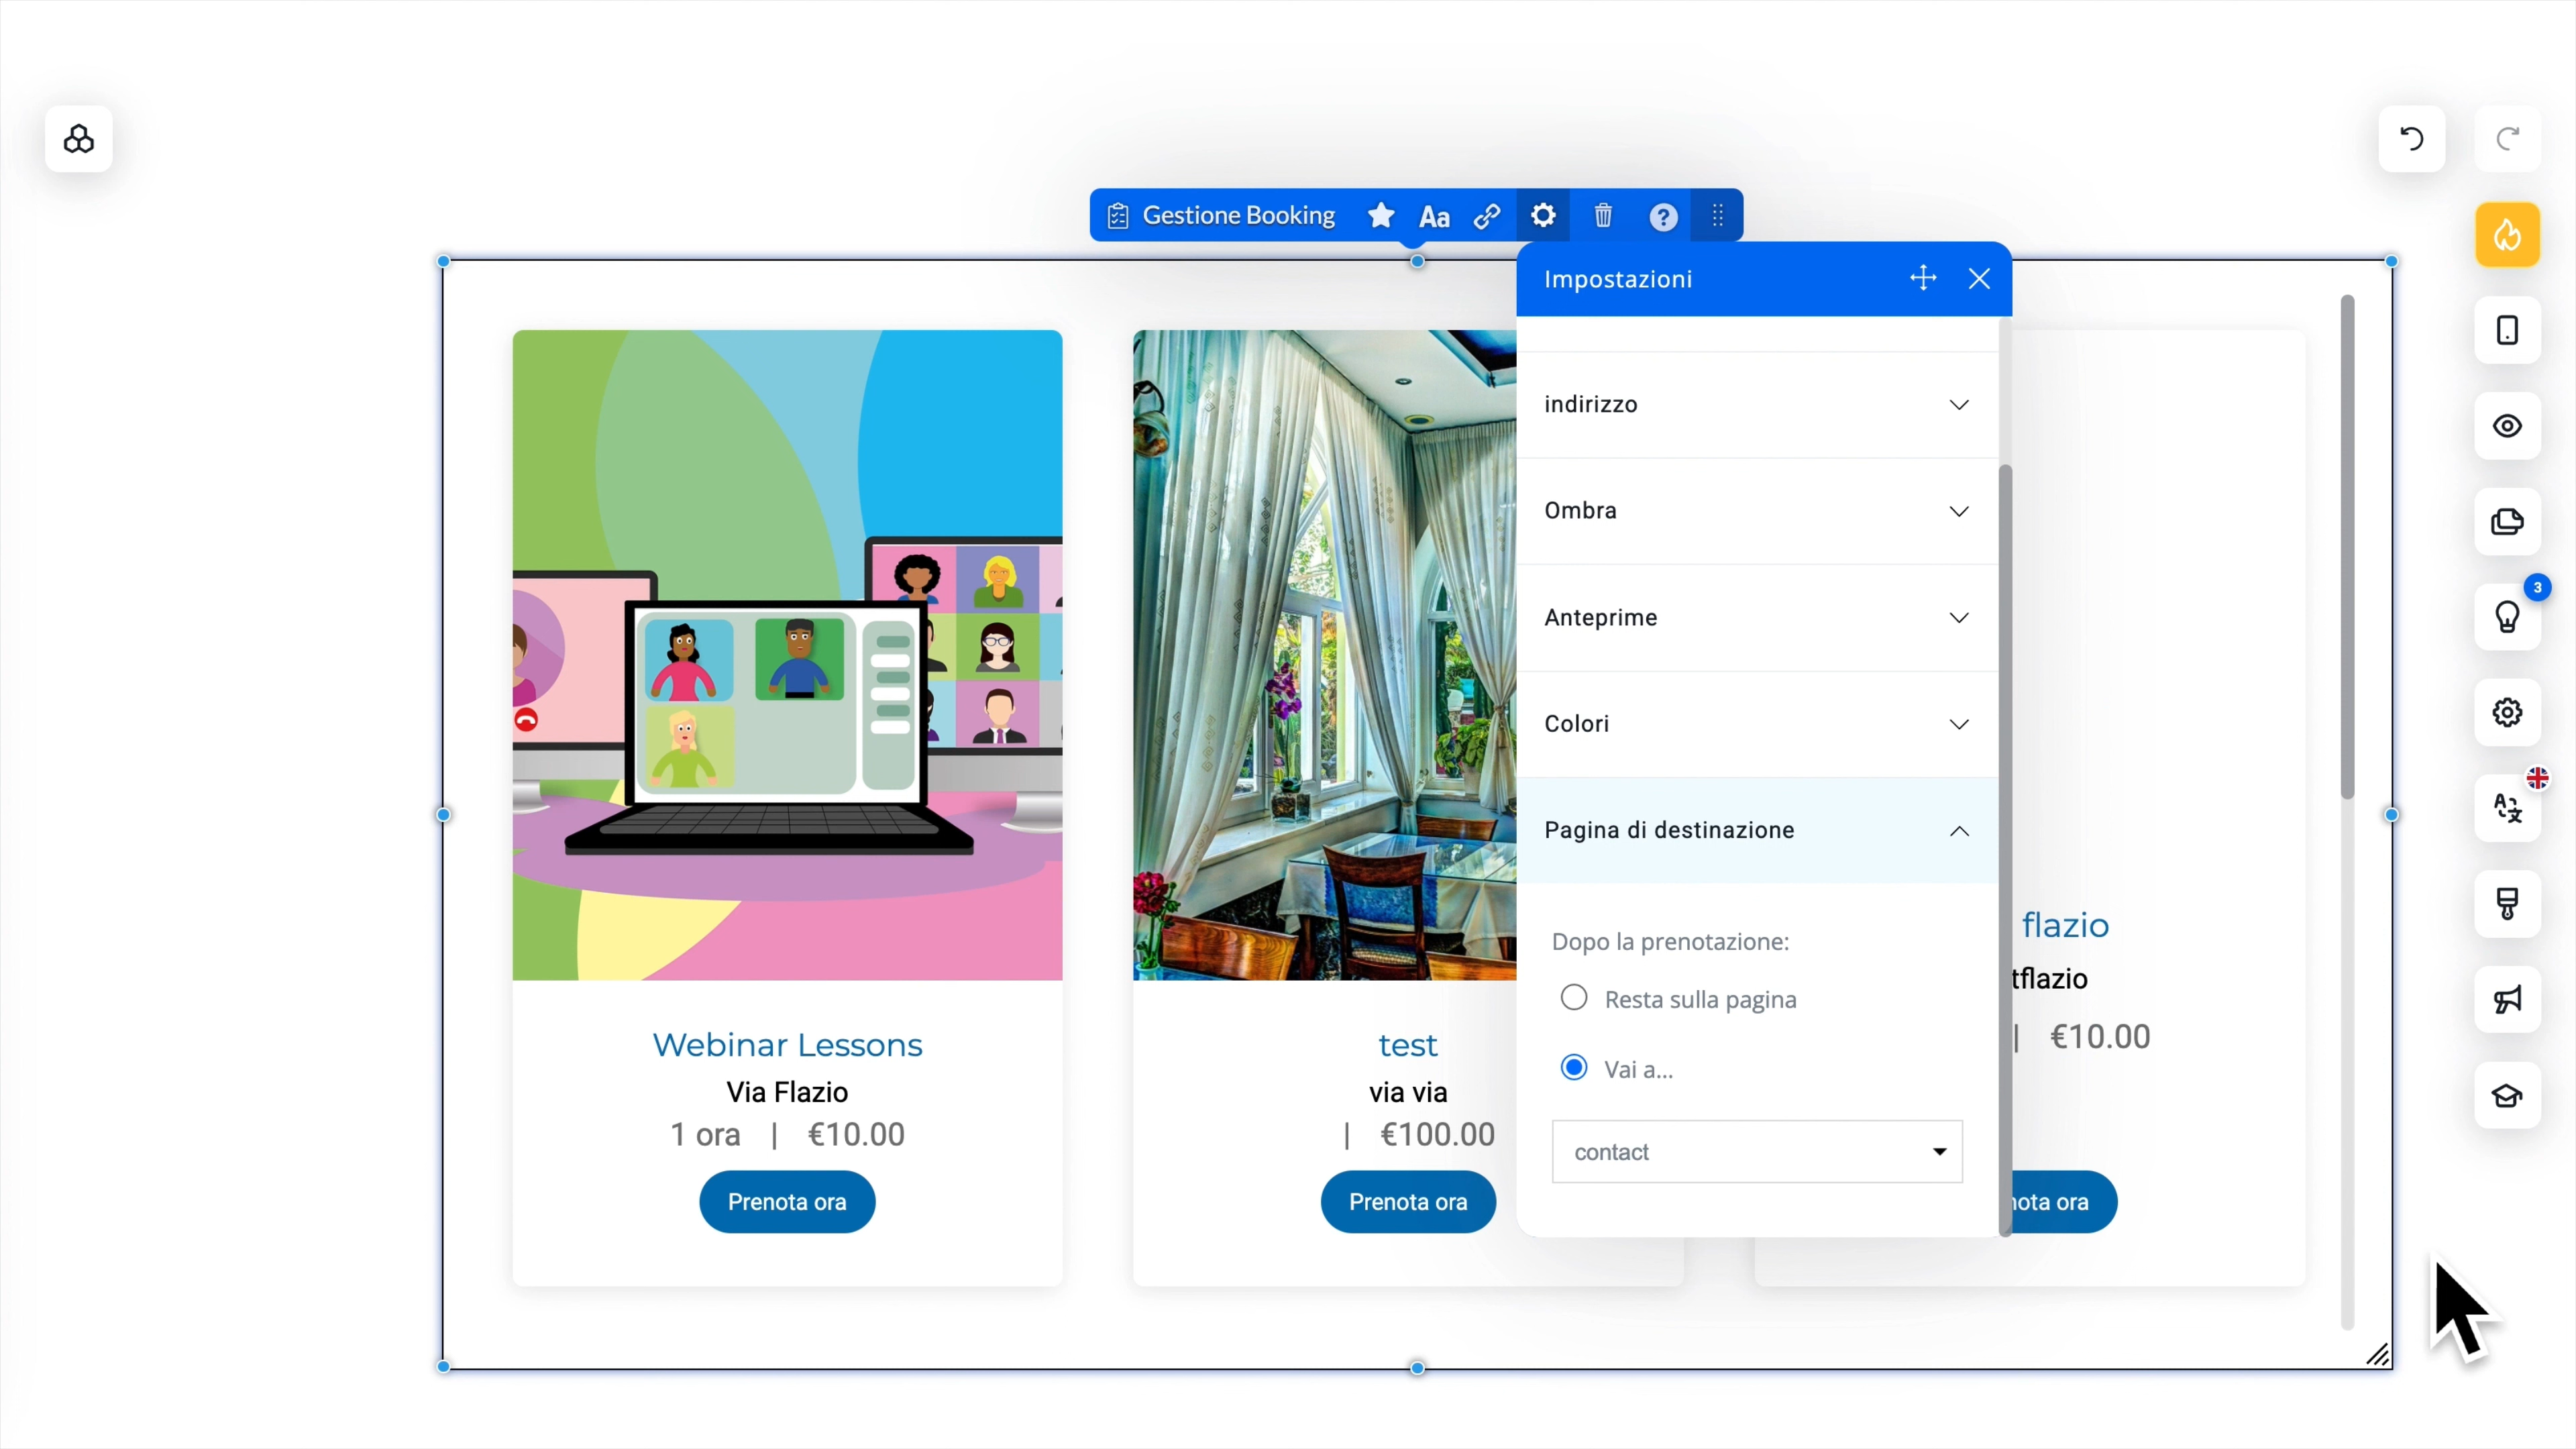 Gestione Booking
Aa
?
Impostazioni
indirizzo
Ombra
Anteprime
Colori
Pagina di destinazione
Dopo la prenotazione:
Resta sulla pagina
Vai a...
contact
Webinar Lessons
Via Flazio
1 ora | €10.00
Prenota ora
test
via via
| €100.00
Prenota ora
flazio
tflazio
| €10.00
nota ora
3
A